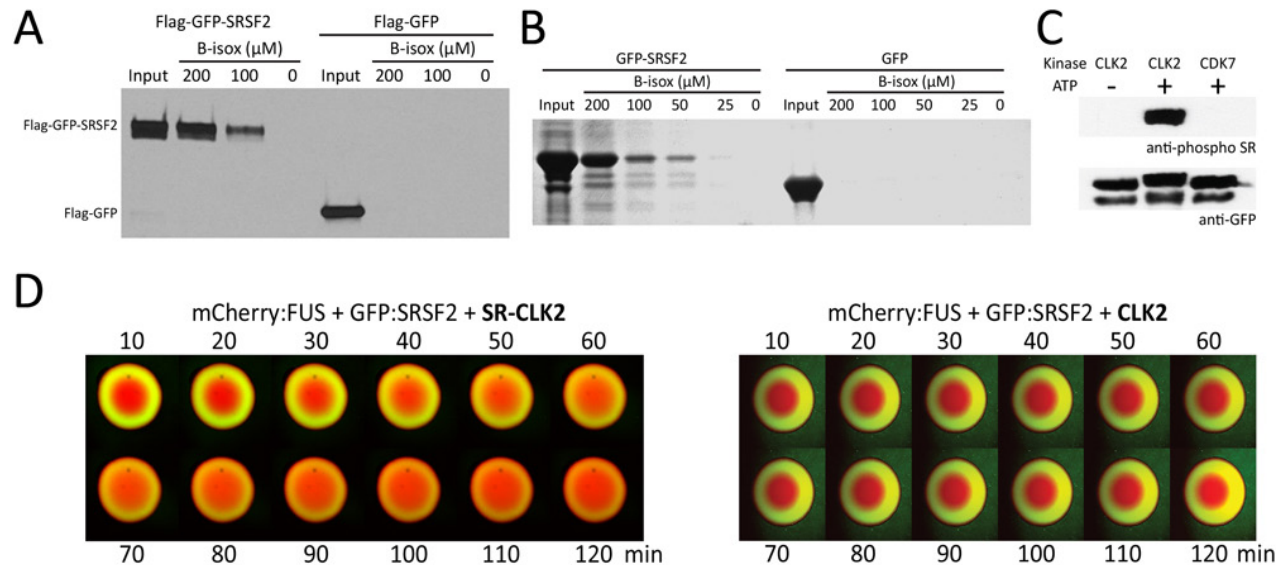 A
Flag-GFP-SRSF2 Flag-GFP
B-isox (µM) B-isox (µM)
Input 200 100 0 Input 200 100 0
Flag-GFP-SRSF2
Flag-GFP
B
GFP-SRSF2 GFP
B-isox (µM) B-isox (µM)
Input 200 100 50 25 0 Input 200 100 50 25 0
C
Kinase CLK2 CLK2 CDK7
ATP - + +
anti-phospho SR
anti-GFP
D
mCherry:FUS + GFP:SRSF2 + SR-CLK2
10 20 30 40 50 60
70 80 90 100 110 120 min
mCherry:FUS + GFP:SRSF2 + CLK2
10 20 30 40 50 60
70 80 90 100 110 120 min